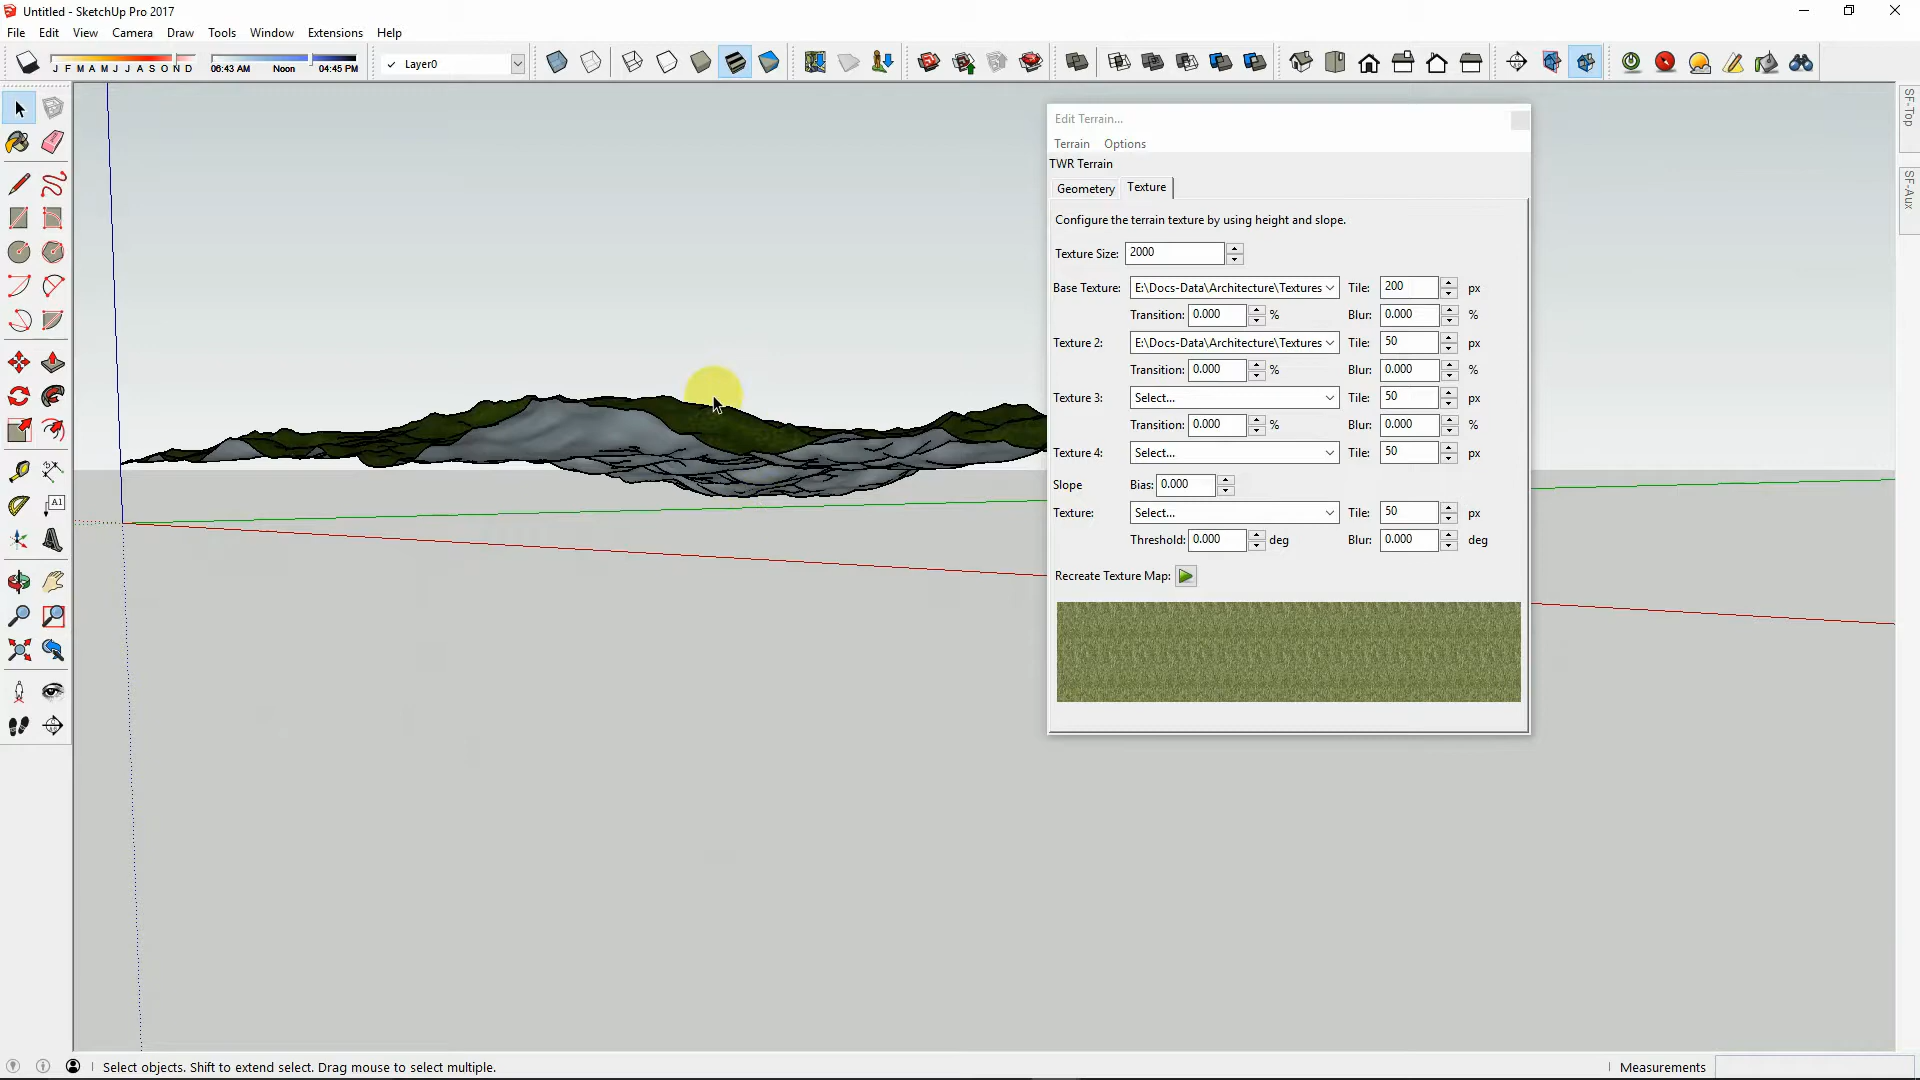 Untitled - SketchUp Pro 2017
File Edit View Camera Draw Tools Window Extensions Help
J F M A M J J A S O N D 06:43 AM Noon 04:45 PM
✓ Layer0
SF-Top
SF-Aux
A1
Edit Terrain...
Terrain Options
TWR Terrain
Geometery Texture
Configure the terrain texture by using height and slope.
Texture Size: 2000
Base Texture: E:\Docs-Data\Architecture\Textures Tile: 200 px
Transition: 0.000 % Blur: 0.000 %
Texture 2: E:\Docs-Data\Architecture\Textures Tile: 50 px
Transition: 0.000 % Blur: 0.000 %
Texture 3: Select... Tile: 50 px
Transition: 0.000 % Blur: 0.000 %
Texture 4: Select... Tile: 50 px
Slope Bias: 0.000
Texture: Select... Tile: 50 px
Threshold: 0.000 deg Blur: 0.000 deg
Recreate Texture Map:
Select objects. Shift to extend select. Drag mouse to select multiple. Measurements